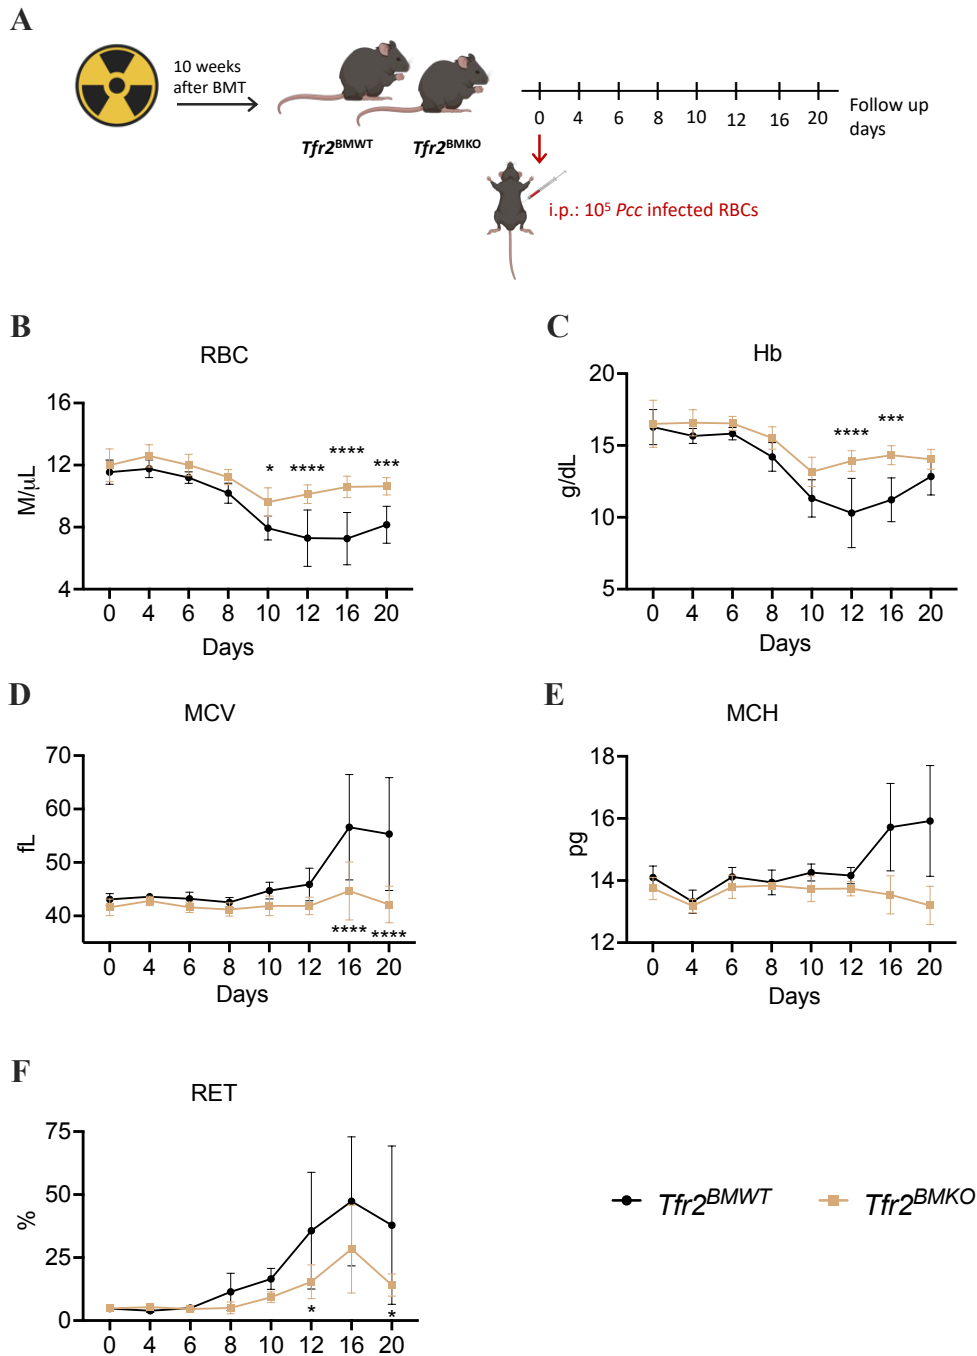 A
10 weeks
after BMT
Tfr2BMWT
Tfr2BMKO
0 4 6 8 10 12 16 20
Follow up
days
i.p.: 10⁵ Pcc infected RBCs
B
RBC
16
12
8
4
M/µL
* **** **** ***
0 4 6 8 10 12 16 20
Days
C
Hb
20
15
10
5
g/dL
**** ***
0 4 6 8 10 12 16 20
Days
D
MCV
70
60
50
40
fL
**** ****
0 4 6 8 10 12 16 20
Days
E
MCH
18
16
14
12
pg
0 4 6 8 10 12 16 20
Days
F
RET
75
50
25
0
%
* *
0 4 6 8 10 12 16 20
Tfr2BMWT
Tfr2BMKO